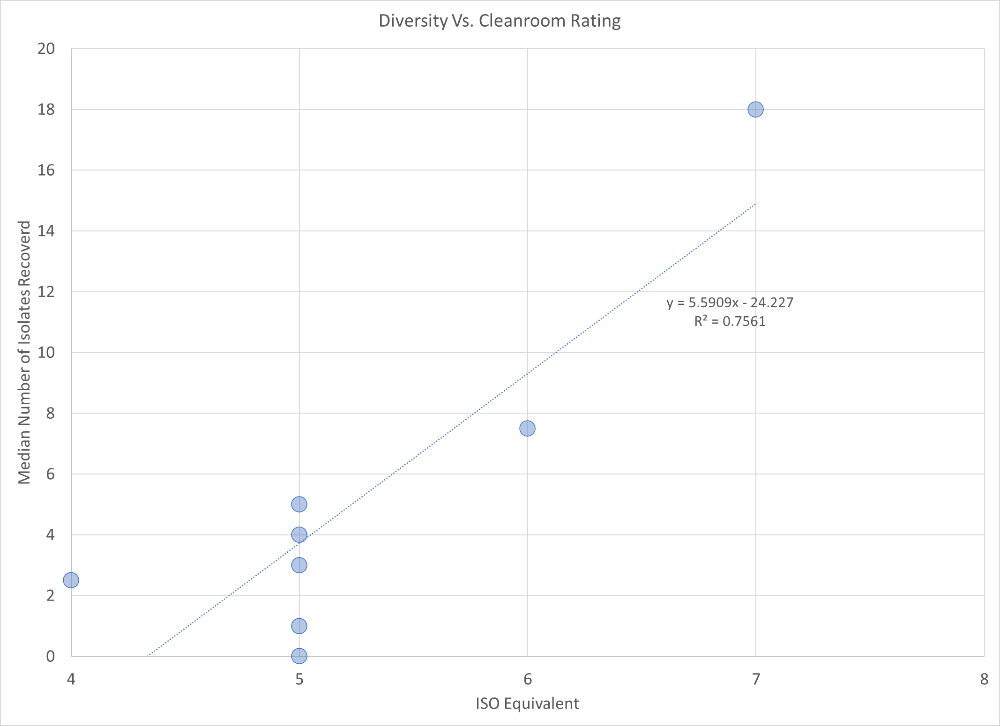 Diversity Vs. Cleanroom Rating
20
18
16
14
12
10
8
6
4
2
0
Median Number of Isolates Recoverd
y = 5.5909x - 24.227
R² = 0.7561
4 5 6 7 8
ISO Equivalent